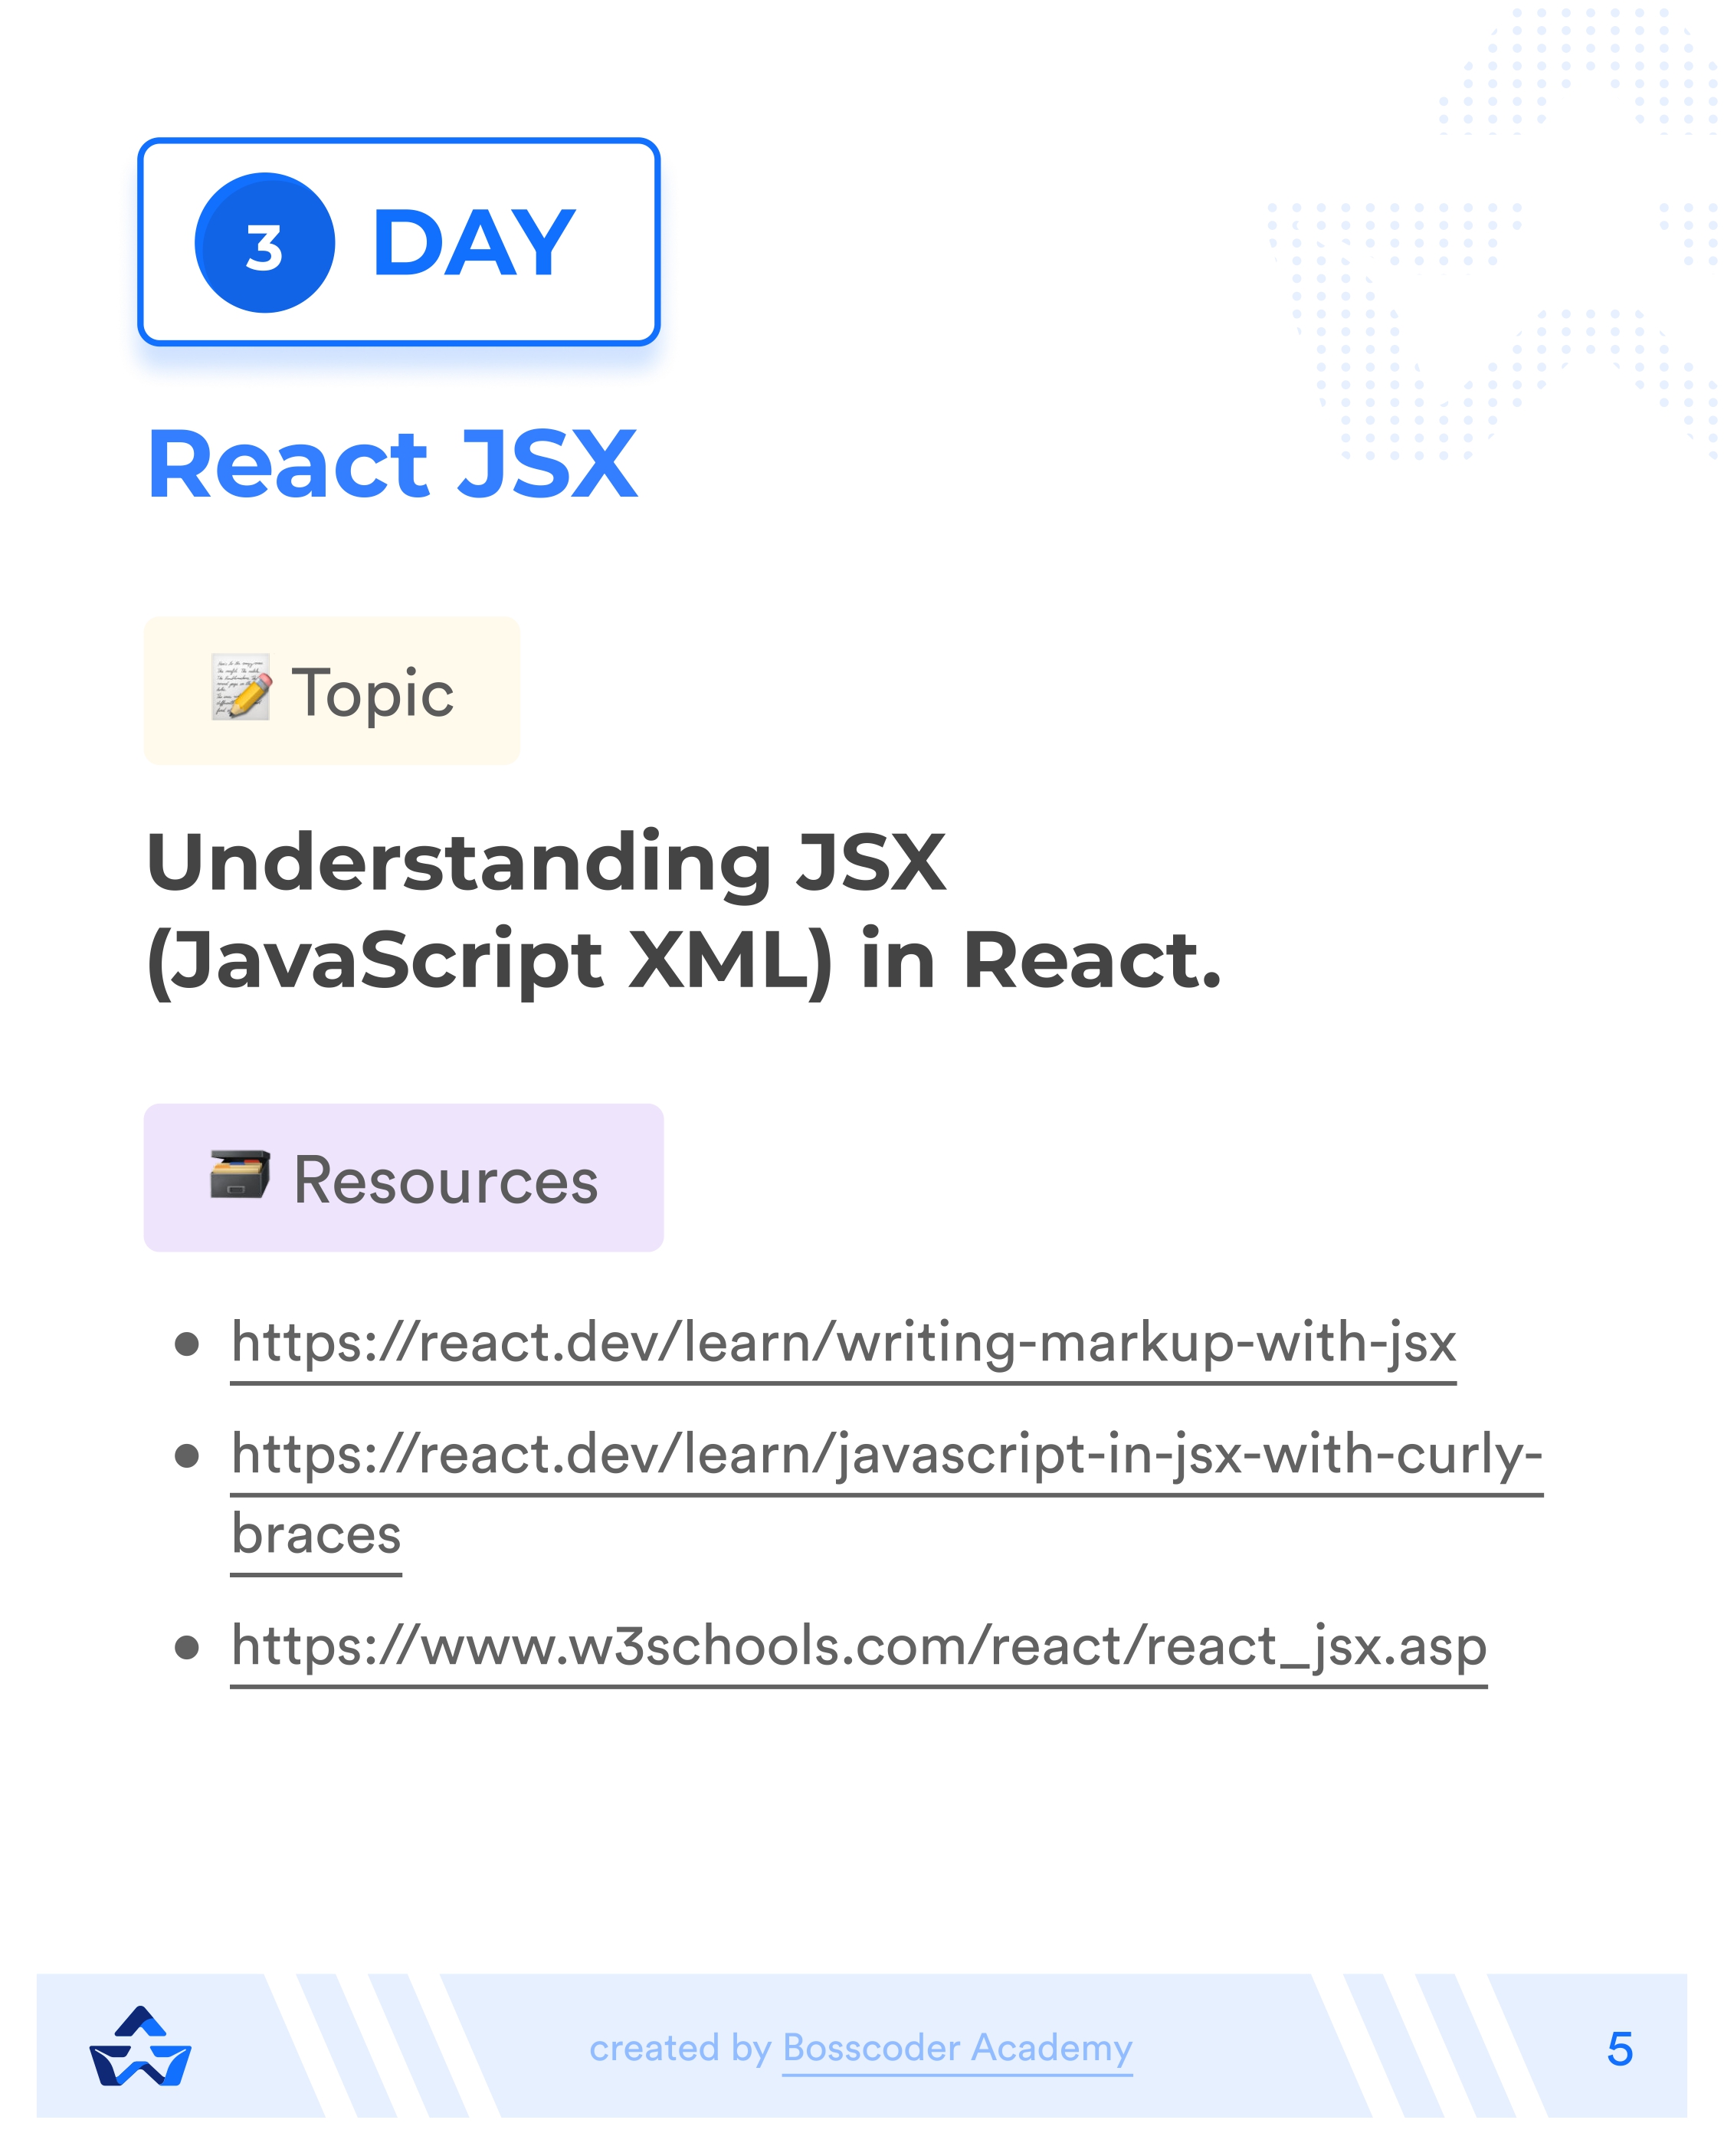 3 DAY
React JSX
Topic
Understanding JSX
(JavaScript XML) in React.
Resources
https://react.dev/learn/writing-markup-with-jsx
https://react.dev/learn/javascript-in-jsx-with-curly-
braces
https://www.w3schools.com/react/react_jsx.asp
created by Bosscoder Academy
5